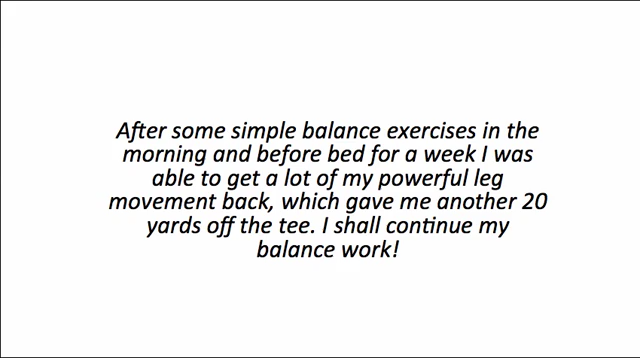 After some simple balance exercises in the
morning and before bed for a week I was
able to get a lot of my powerful leg
movement back, which gave me another 20
yards off the tee. I shall continue my
balance work!